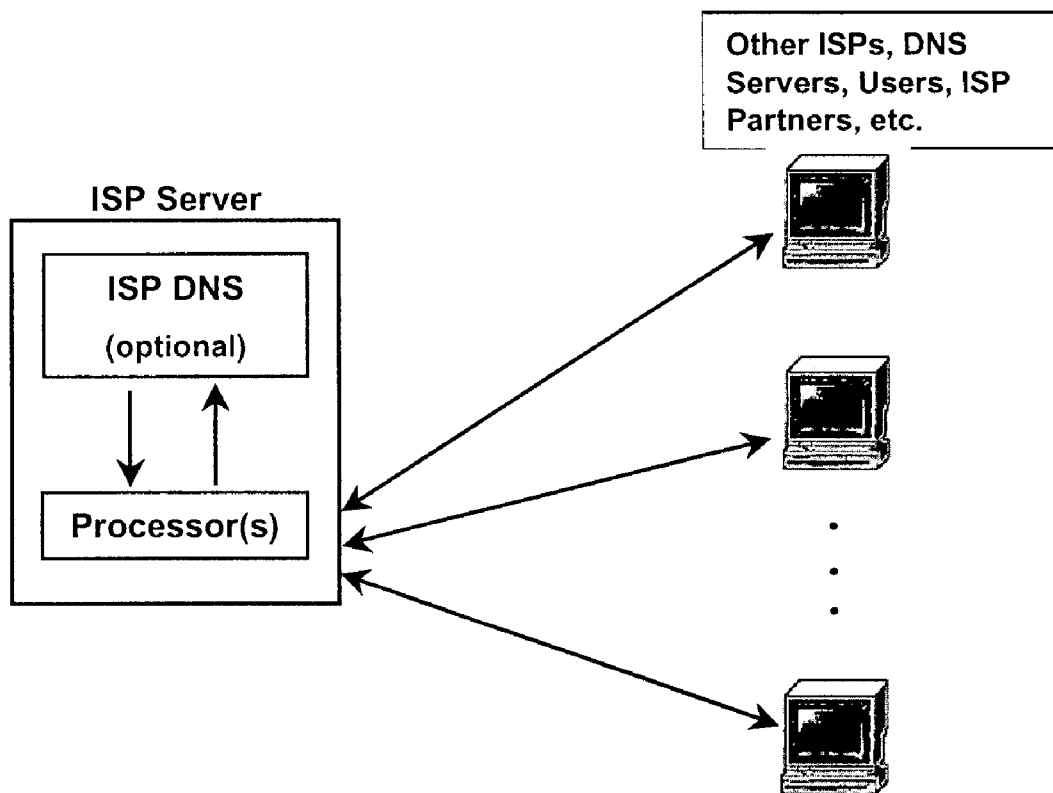 Other ISPs, DNS
Servers, Users, ISP
Partners, etc.
ISP Server
ISP DNS
(optional)
Processor(s)